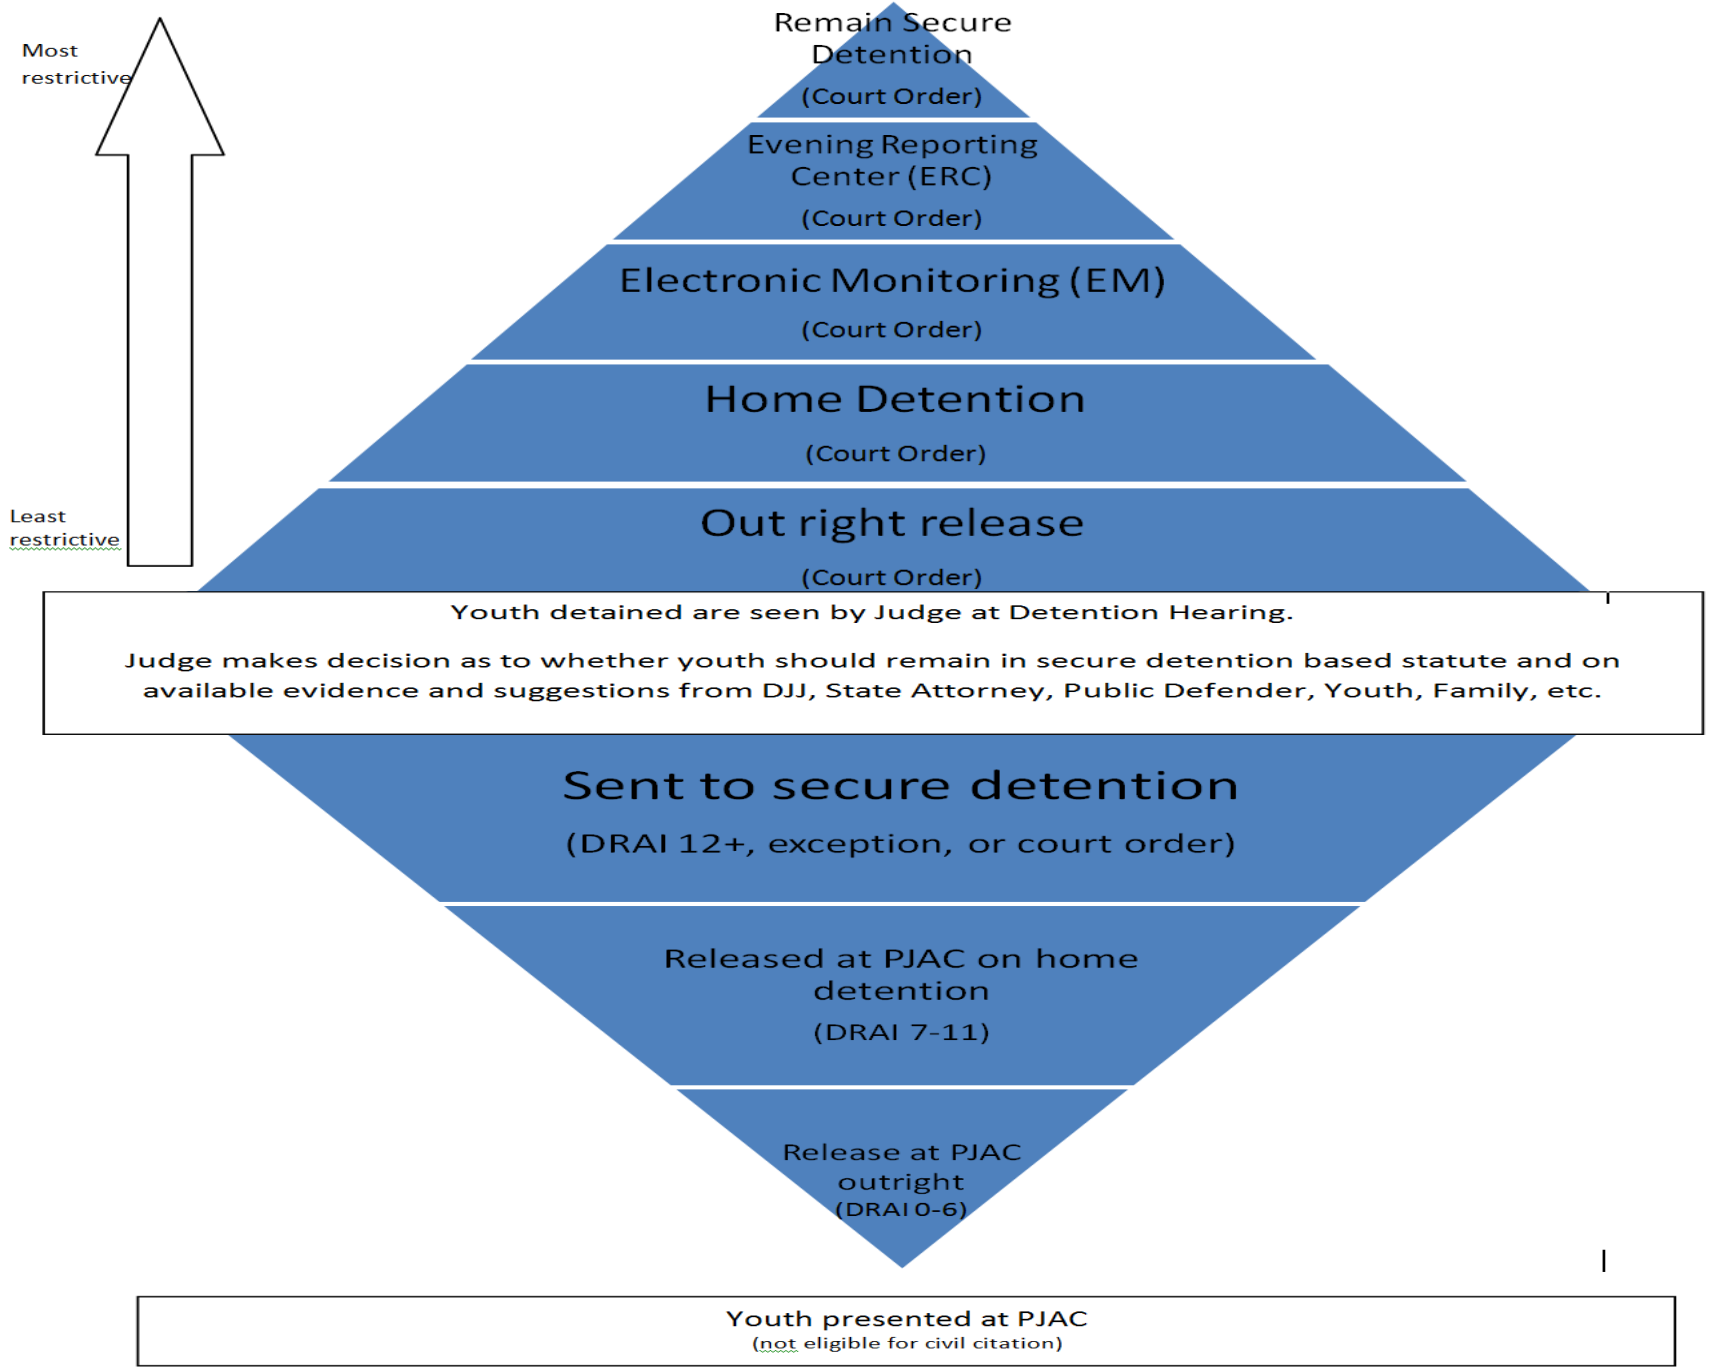 Most
restrictive
Remain Secure
Detention
(Court Order)
Evening Reporting
Center (ERC)
(Court Order)
Electronic Monitoring (EM)
(Court Order)
Home Detention
(Court Order)
Least
restrictive
Out right release
(Court Order)
Youth detained are seen by Judge at Detention Hearing.
Judge makes decision as to whether youth should remain in secure detention based statute and on
available evidence and suggestions from DJJ, State Attorney, Public Defender, Youth, Family, etc.
Sent to secure detention
(DRAI 12+, exception, or court order)
Released at PJAC on home
detention
(DRAI 7-11)
Release at PJAC
outright
(DRAI 0-6)
Youth presented at PJAC
(not eligible for civil citation)